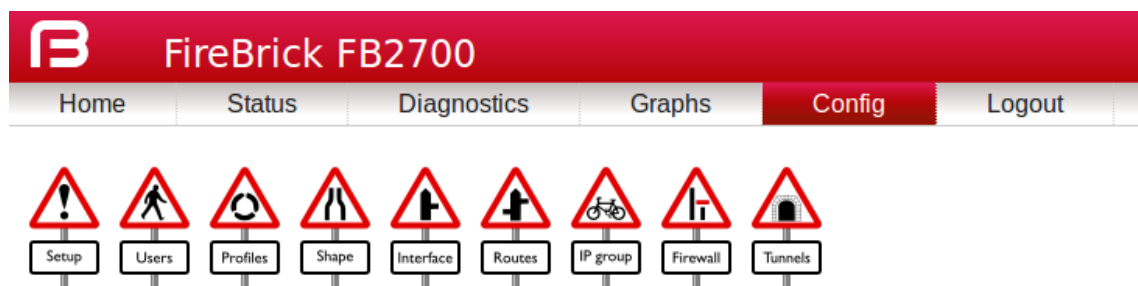 FireBrick FB2700
Home Status Diagnostics Graphs Config Logout
Setup Users Profiles Shape Interface Routes IP group Firewall Tunnels